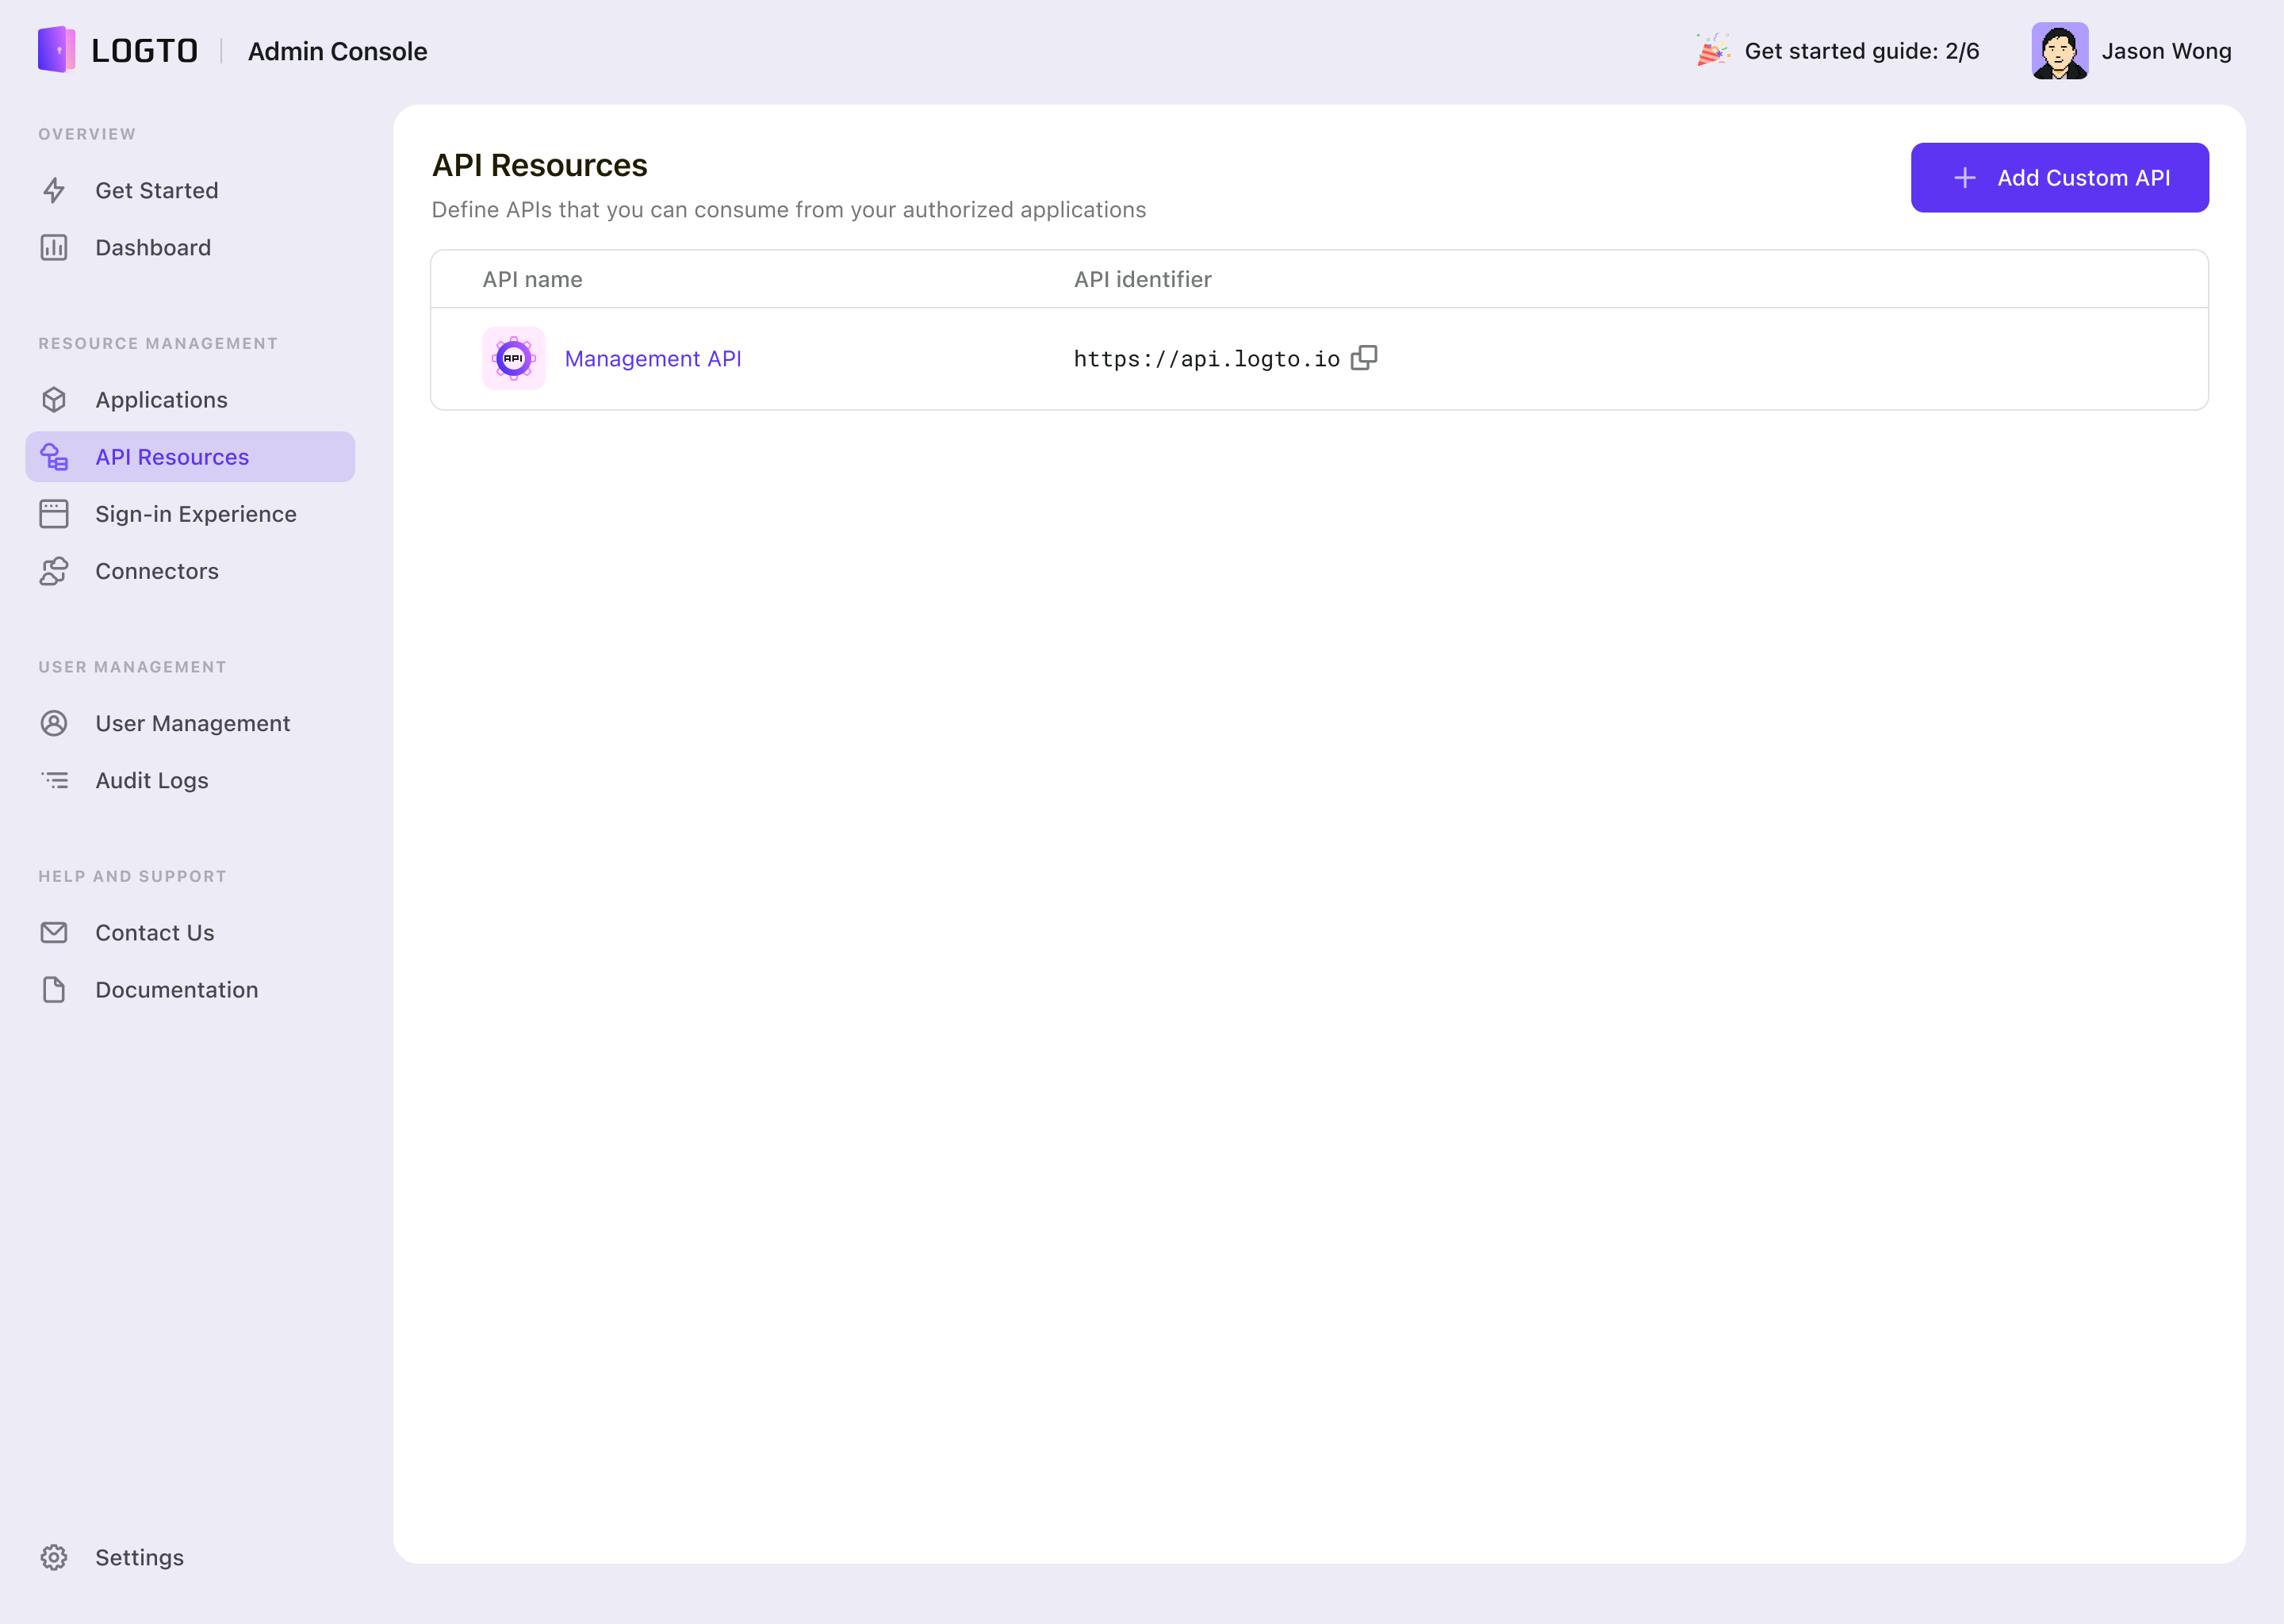 LOGTO
Admin Console
Get started guide: 2/6
Jason Wong
OVERVIEW
Get Started
Dashboard
RESOURCE MANAGEMENT
Applications
API Resources
Sign-in Experience
Connectors
USER MANAGEMENT
User Management
Audit Logs
HELP AND SUPPORT
Contact Us
Documentation
Settings
API Resources
Define APIs that you can consume from your authorized applications
Add Custom API
API name
API identifier
API
Management API
https://api.logto.io